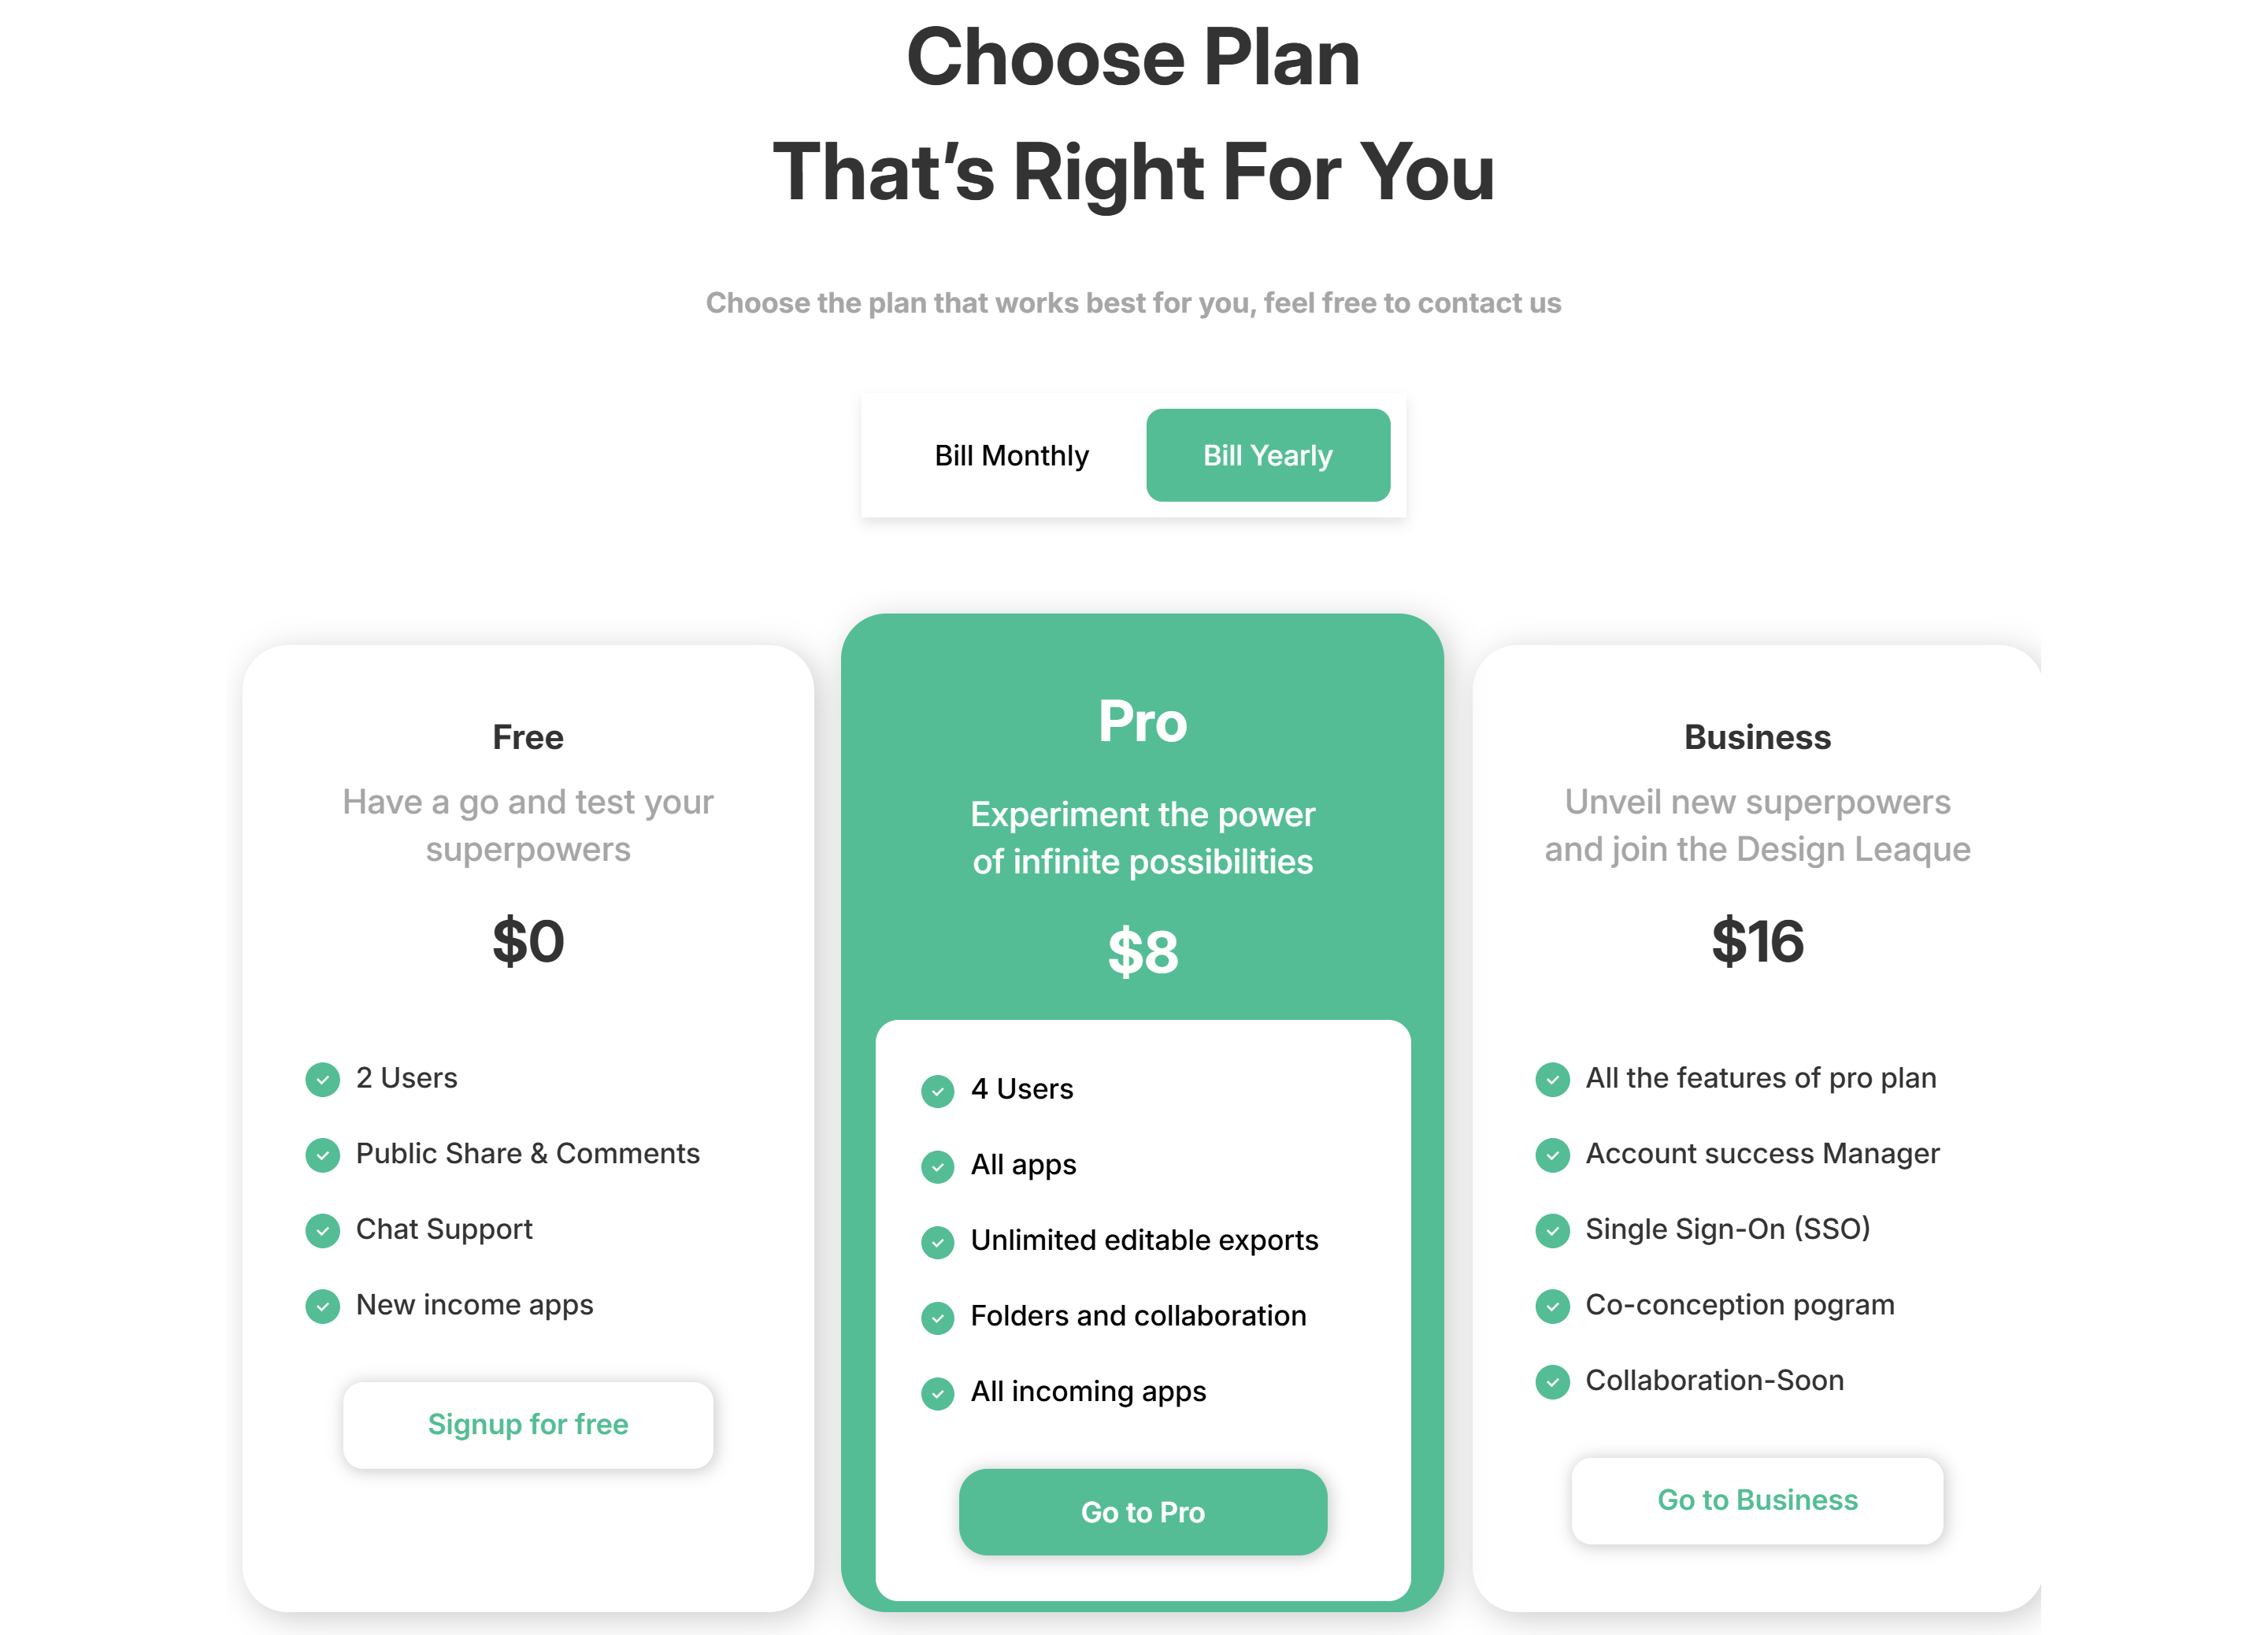 Choose Plan
That’s Right For You
Choose the plan that works best for you, feel free to contact us
Bill Monthly
Bill Yearly
Free
Have a go and test your
superpowers
$0
2 Users
Public Share & Comments
Chat Support
New income apps
Signup for free
Pro
Experiment the power
of infinite possibilities
$8
4 Users
All apps
Unlimited editable exports
Folders and collaboration
All incoming apps
Go to Pro
Business
Unveil new superpowers
and join the Design Leaque
$16
All the features of pro plan
Account success Manager
Single Sign-On (SSO)
Co-conception pogram
Collaboration-Soon
Go to Business